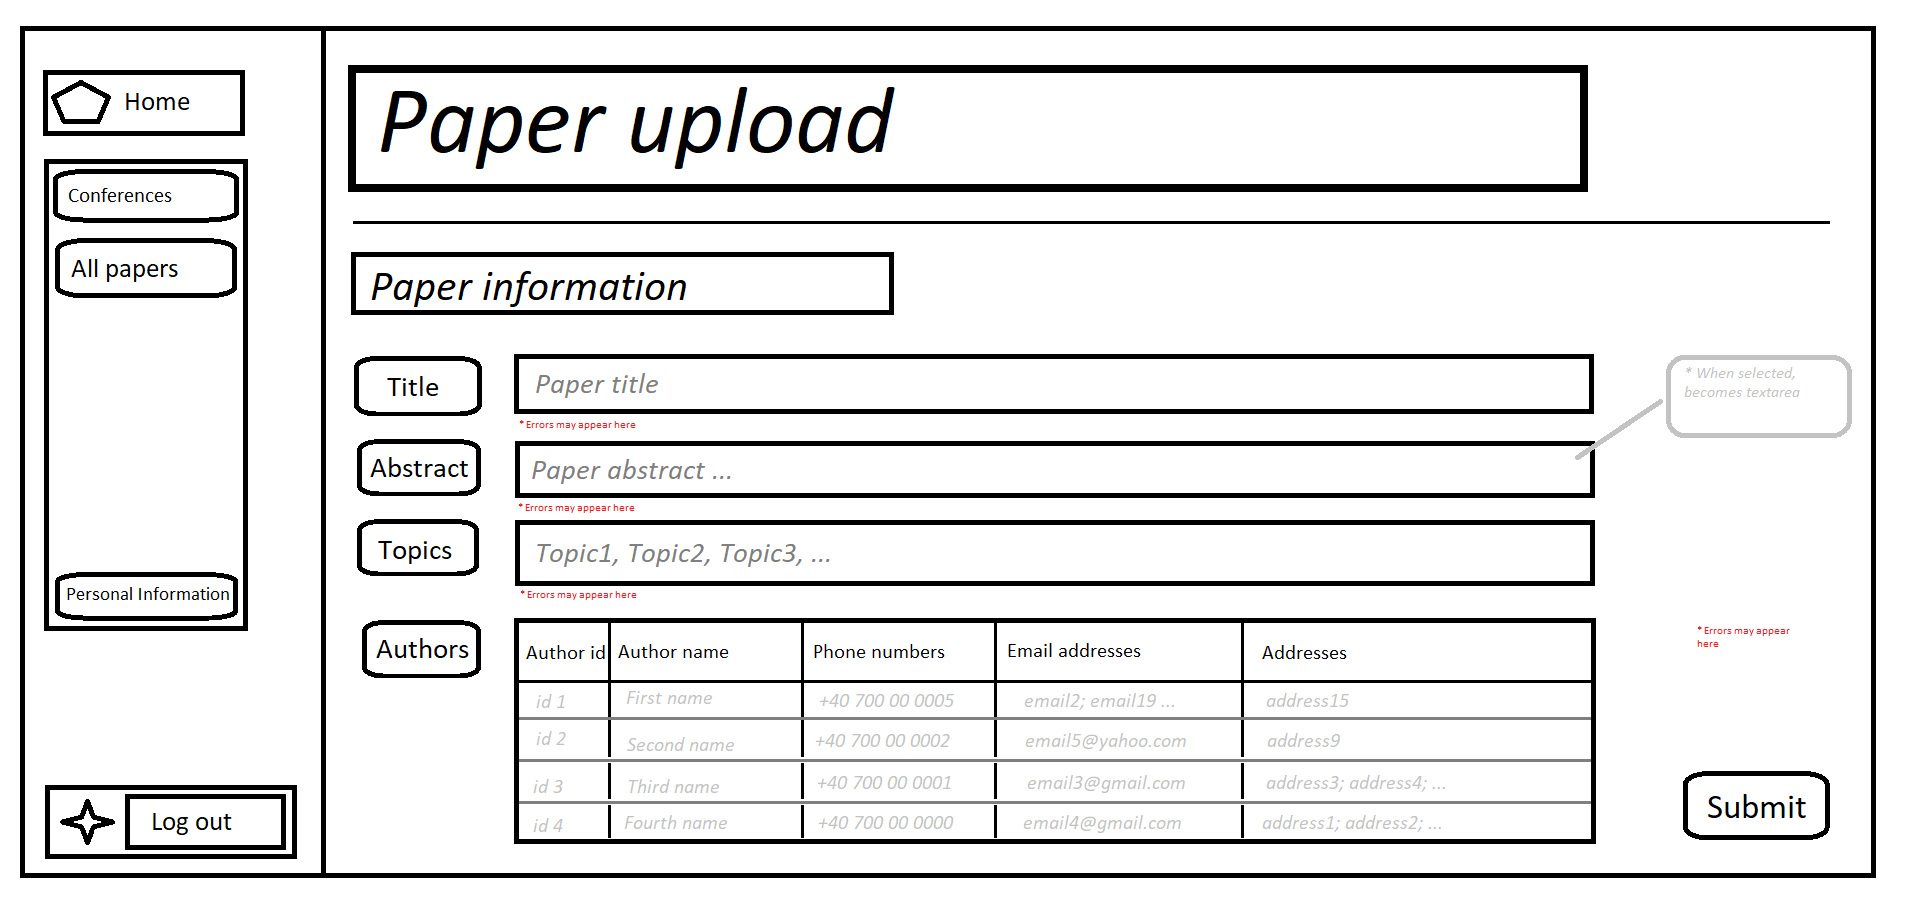 Home
Conferences
All papers
Personal Information
Log out
Paper upload
Paper information
Title
Paper title
* When selected,
becomes textarea
* Errors may appear here
Abstract
Paper abstract ...
* Errors may appear here
Topics
Topic1, Topic2, Topic3, ...
* Errors may appear here
Authors
Author id Author name Phone numbers Email addresses Addresses
id 1 First name +40 700 00 0005 email2; email19 ... address15
id 2 Second name +40 700 00 0002 email5@yahoo.com address9
id 3 Third name +40 700 00 0001 email3@gmail.com address3; address4; ...
id 4 Fourth name +40 700 00 0000 email4@gmail.com address1; address2; ...
* Errors may appear
here
Submit